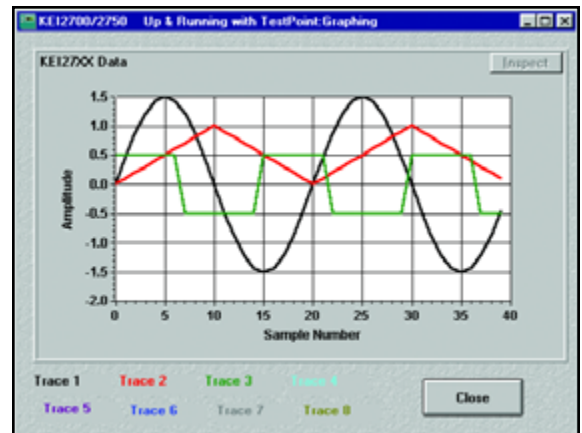 KEI2700/2750 Up & Running with TestPoint: Graphing
KEI27XX Data
Inspect
1.5
1.0
0.5
0.0
-0.5
-1.0
-1.5
-2.0
Amplitude
0 5 10 15 20 25 30 35 40
Sample Number
Trace 1 Trace 2 Trace 3 Trace 4
Trace 5 Trace 6 Trace 7 Trace 8
Close